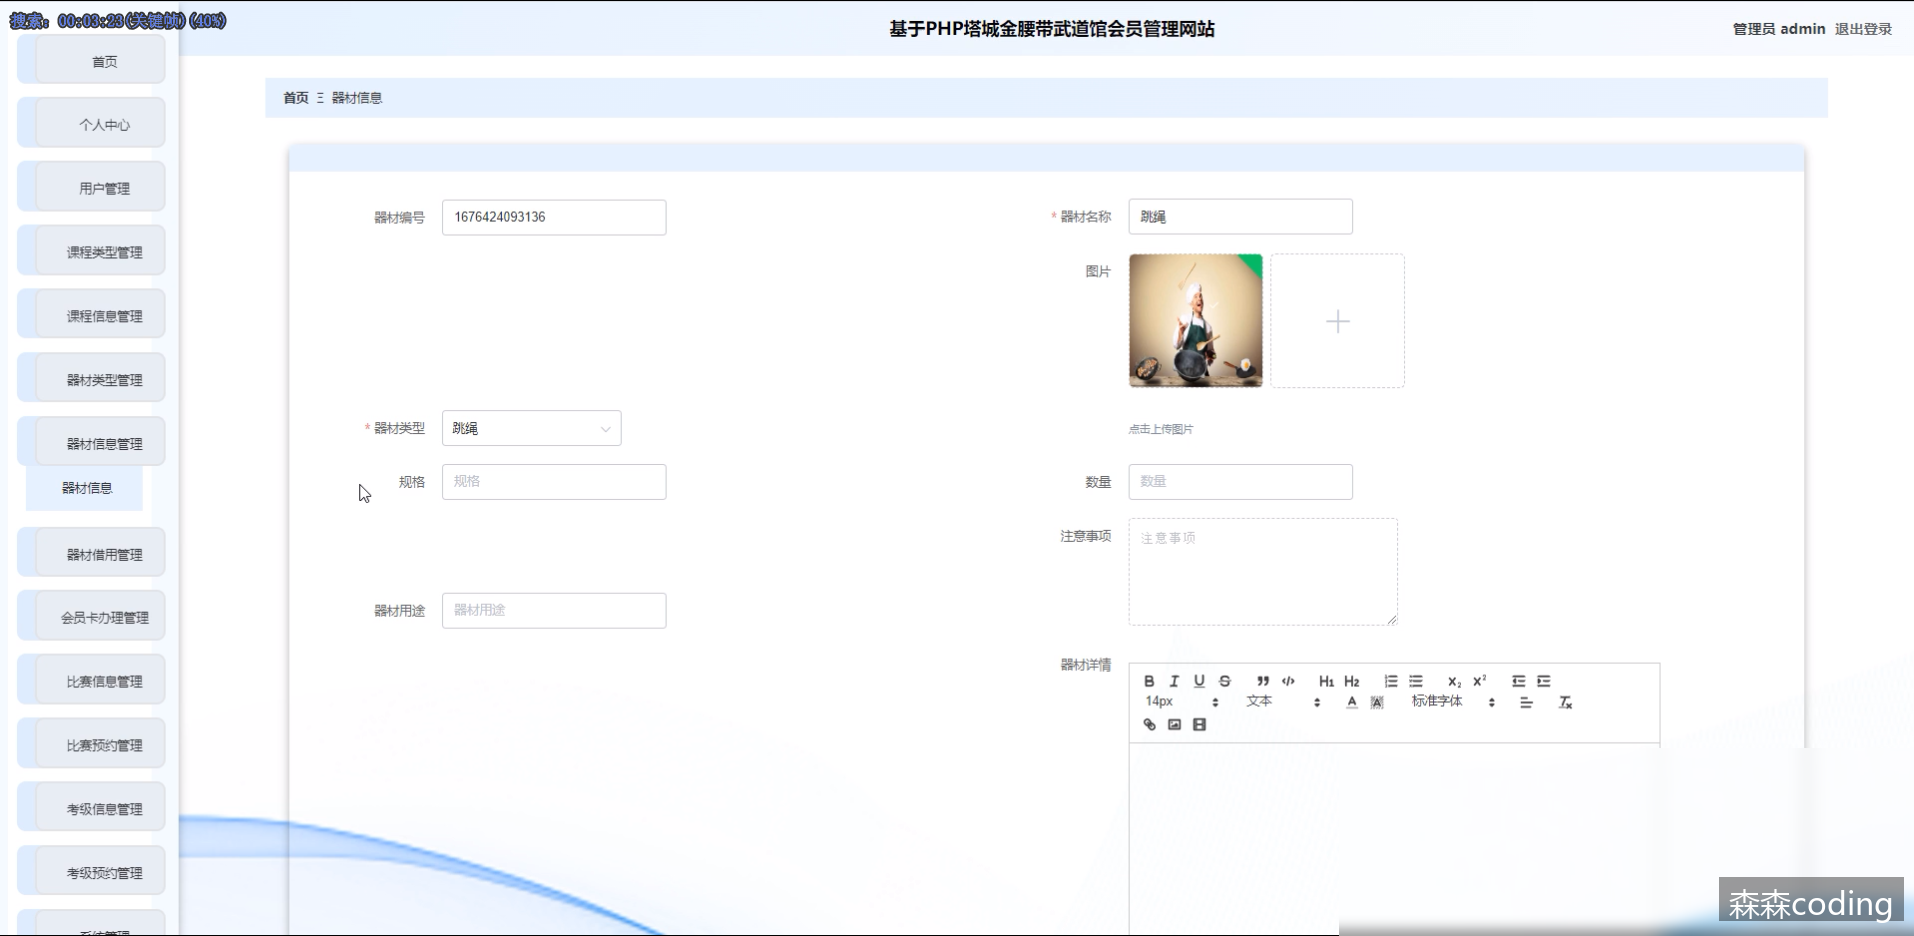 搜索: 00:03:23(关键帧)(40%)
基于PHP塔城金腰带武道馆会员管理网站
管理员 admin 退出登录
首页
个人中心
用户管理
课程类型管理
课程信息管理
器材类型管理
器材信息管理
器材信息
器材借用管理
会员卡办理管理
比赛信息管理
比赛预约管理
考级信息管理
考级预约管理
系统管理
首页 Ξ 器材信息
器材编号 1676424093136
* 器材名称 跳绳
图片
* 器材类型 跳绳
点击上传图片
规格 规格
数量 数量
注意事项 注意事项
器材用途 器材用途
器材详情
B I U S ” </> H1 H2 x₂ x²
14px 文本 A A 标准字体 Tx
森森coding